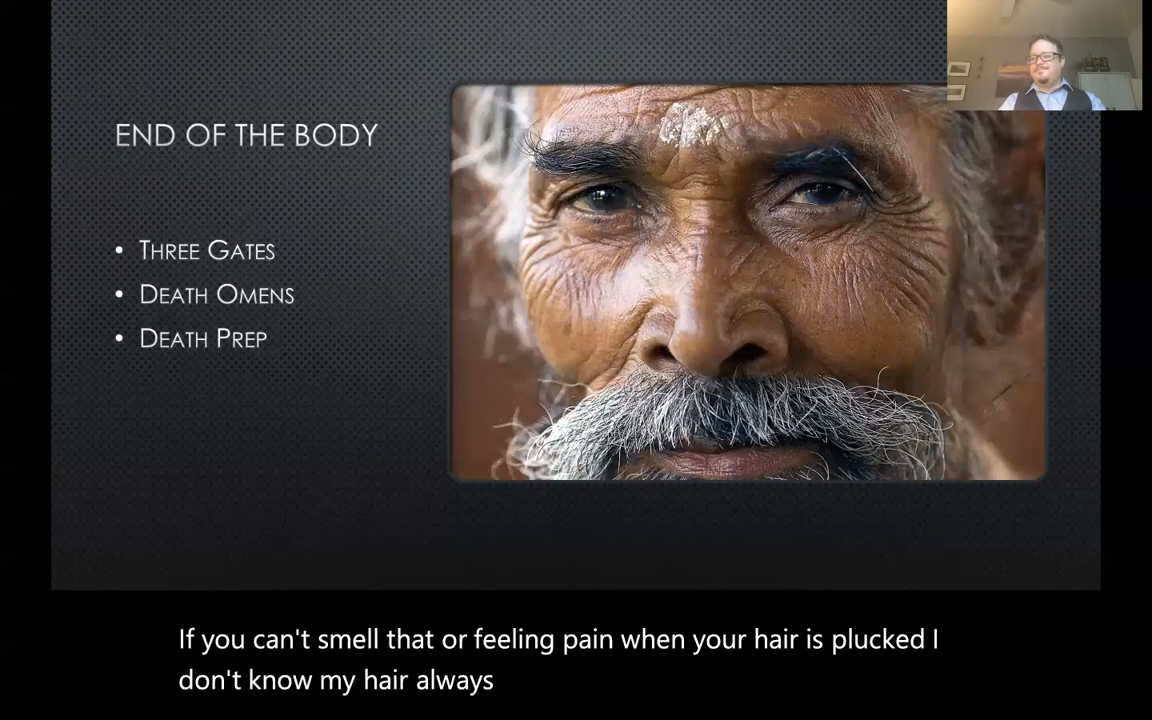 END OF THE BODY
• THREE GATES
• DEATH OMENS
• DEATH PREP
If you can't smell that or feeling pain when your hair is plucked I
don't know my hair always